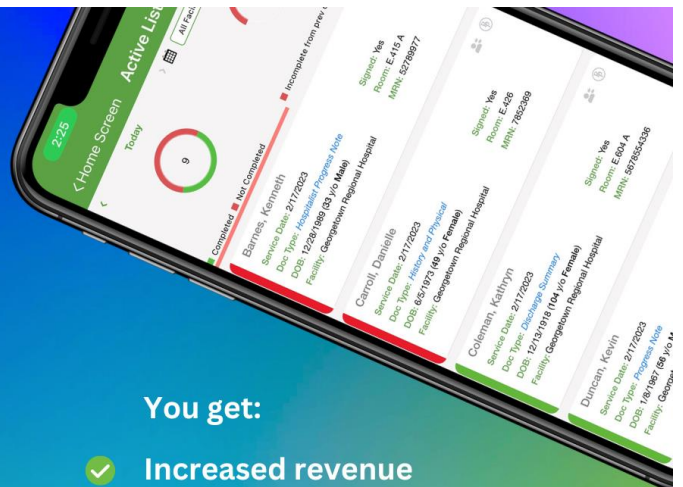 2:25
Home Screen
Active List
Today
All Faci
9
Completed
Not Completed
Incomplete from prev
Barnes, Kenneth
Service Date: 2/17/2023
Doc Type: Hospitalist Progress Note
DOB: 12/28/1989 (33 y/o Male)
Facility: Georgetown Regional Hospital
Signed: Yes
Room: E.415 A
MRN: 52789977
Carroll, Danielle
Service Date: 2/17/2023
Doc Type: History and Physical
DOB: 6/5/1973 (49 y/o Female)
Facility: Georgetown Regional Hospital
Signed: Yes
Room: E.426
MRN: 7852369
Coleman, Kathryn
Service Date: 2/17/2023
Doc Type: Discharge Summary
DOB: 12/13/1918 (104 y/o Female)
Facility: Georgetown Regional Hospital
Signed: Yes
Room: E.604 A
MRN: 5678554336
Duncan, Kevin
Service Date: 2/17/2023
Doc Type: Progress Note
DOB: 1/8/1967 (56 y/o M
Facility: Georget
You get:
Increased revenue